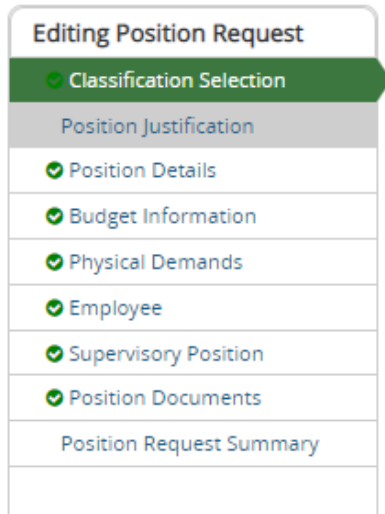 Editing Position Request
Classification Selection
Position Justification
Position Details
Budget Information
Physical Demands
Employee
Supervisory Position
Position Documents
Position Request Summary